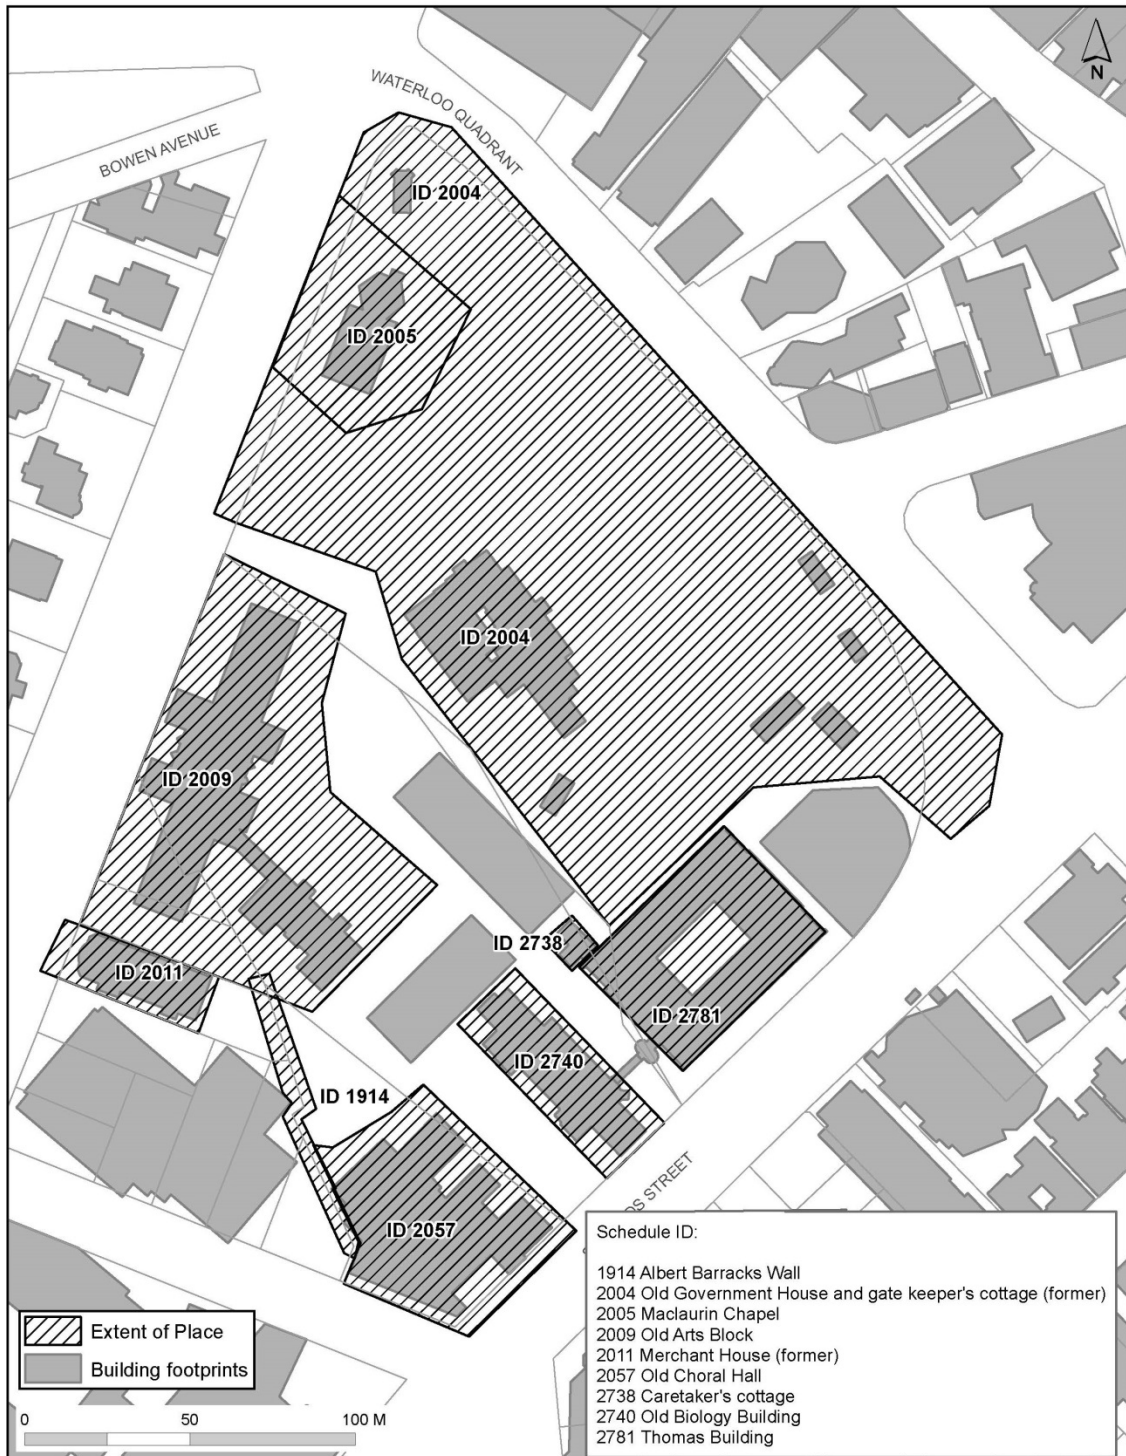 N
WATERLOO QUADRANT
BOWEN AVENUE
ID 2004
ID 2005
ID 2004
ID 2009
ID 2738
ID 2011
ID 2781
ID 2740
ID 1914
ID 2057
STREET
Schedule ID:
1914 Albert Barracks Wall
2004 Old Government House and gate keeper's cottage (former)
2005 Maclaurin Chapel
2009 Old Arts Block
2011 Merchant House (former)
2057 Old Choral Hall
2738 Caretaker's cottage
2740 Old Biology Building
2781 Thomas Building
Extent of Place
Building footprints
0 50 100 M